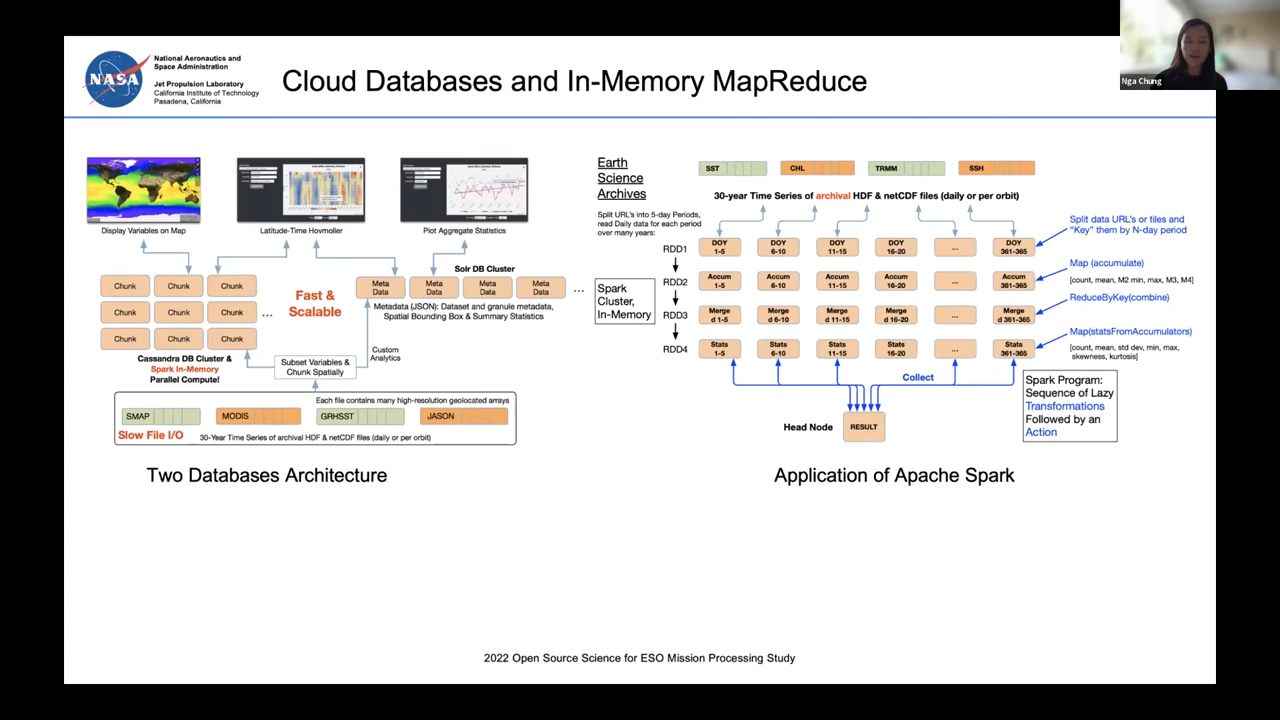 Nga Chung
NASA
National Aeronautics and
Space Administration
Jet Propulsion Laboratory
California Institute of Technology
Pasadena, California
Cloud Databases and In-Memory MapReduce
Display Variables on Map
Latitude-Time Hovmoller
Plot Aggregate Statistics
Solr DB Cluster
Chunk Chunk Chunk
Chunk Chunk Chunk
Chunk Chunk Chunk
...
Fast &
Scalable
Meta Data
Meta Data
Meta Data
Meta Data
...
Metadata (JSON): Dataset and granule metadata,
Spatial Bounding Box & Summary Statistics
Custom
Analytics
Cassandra DB Cluster &
Spark In-Memory
Parallel Compute!
Subset Variables &
Chunk Spatially
Each file contains many high-resolution geolocated arrays
SMAP MODIS GRHSST JASON
Slow File I/O 30-Year Time Series of archival HDF & netCDF files (daily or per orbit)
Two Databases Architecture
Earth
Science
Archives
Split URL's into 5-day Periods,
read Daily data for each period
over many years:
SST CHL TRMM SSH
30-year Time Series of archival HDF & netCDF files (daily or per orbit)
RDD1
DOY 1-5
DOY 6-10
DOY 11-15
DOY 16-20
...
DOY 361-365
Split data URL's or tiles and
"Key" them by N-day period
RDD2
Accum 1-5
Accum 6-10
Accum 11-15
Accum 16-20
...
Accum 361-365
Map (accumulate)
[count, mean, M2 min, max, M3, M4]
Spark
Cluster,
In-Memory
RDD3
Merge d 1-5
Merge d 6-10
Merge d 11-15
Merge d 16-20
...
Merge d 361-365
ReduceByKey(combine)
RDD4
Stats 1-5
Stats 6-10
Stats 11-15
Stats 16-20
...
Stats 361-365
Map(statsFromAccumulators)
[count, mean, std dev, min, max,
skewness, kurtosis]
Collect
Head Node
RESULT
Spark Program:
Sequence of Lazy
Transformations
Followed by an
Action
Application of Apache Spark
2022 Open Source Science for ESO Mission Processing Study